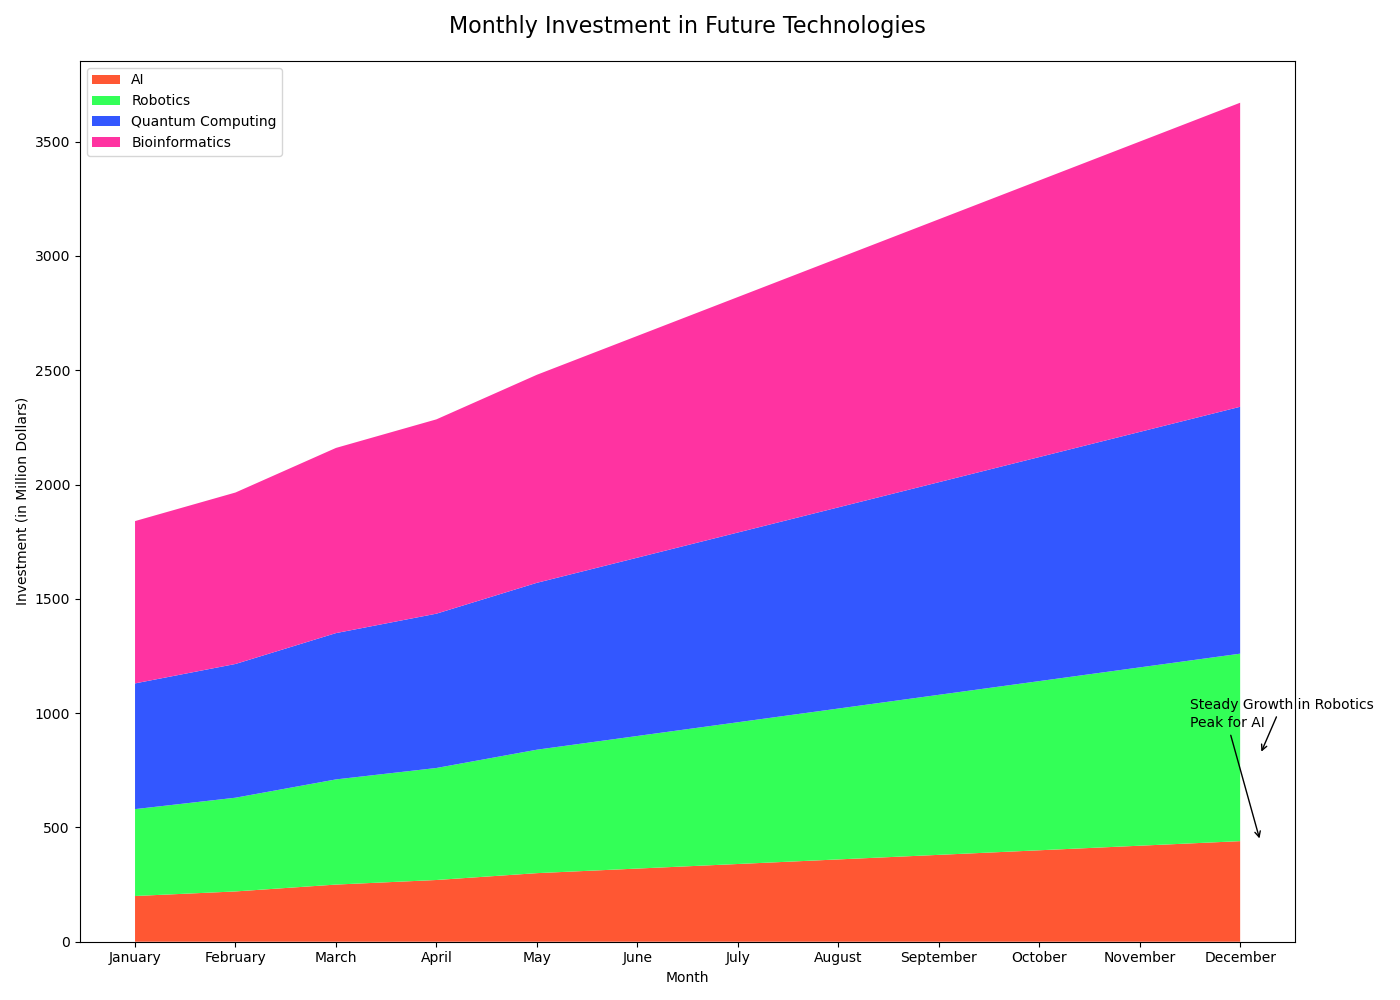 Monthly Investment in Future Technologies
AI
Robotics
Quantum Computing
Bioinformatics
Investment (in Million Dollars)
3500
3000
2500
2000
1500
1000
500
0
Steady Growth in Robotics
Peak for AI
January February March April May June July August September October November December
Month